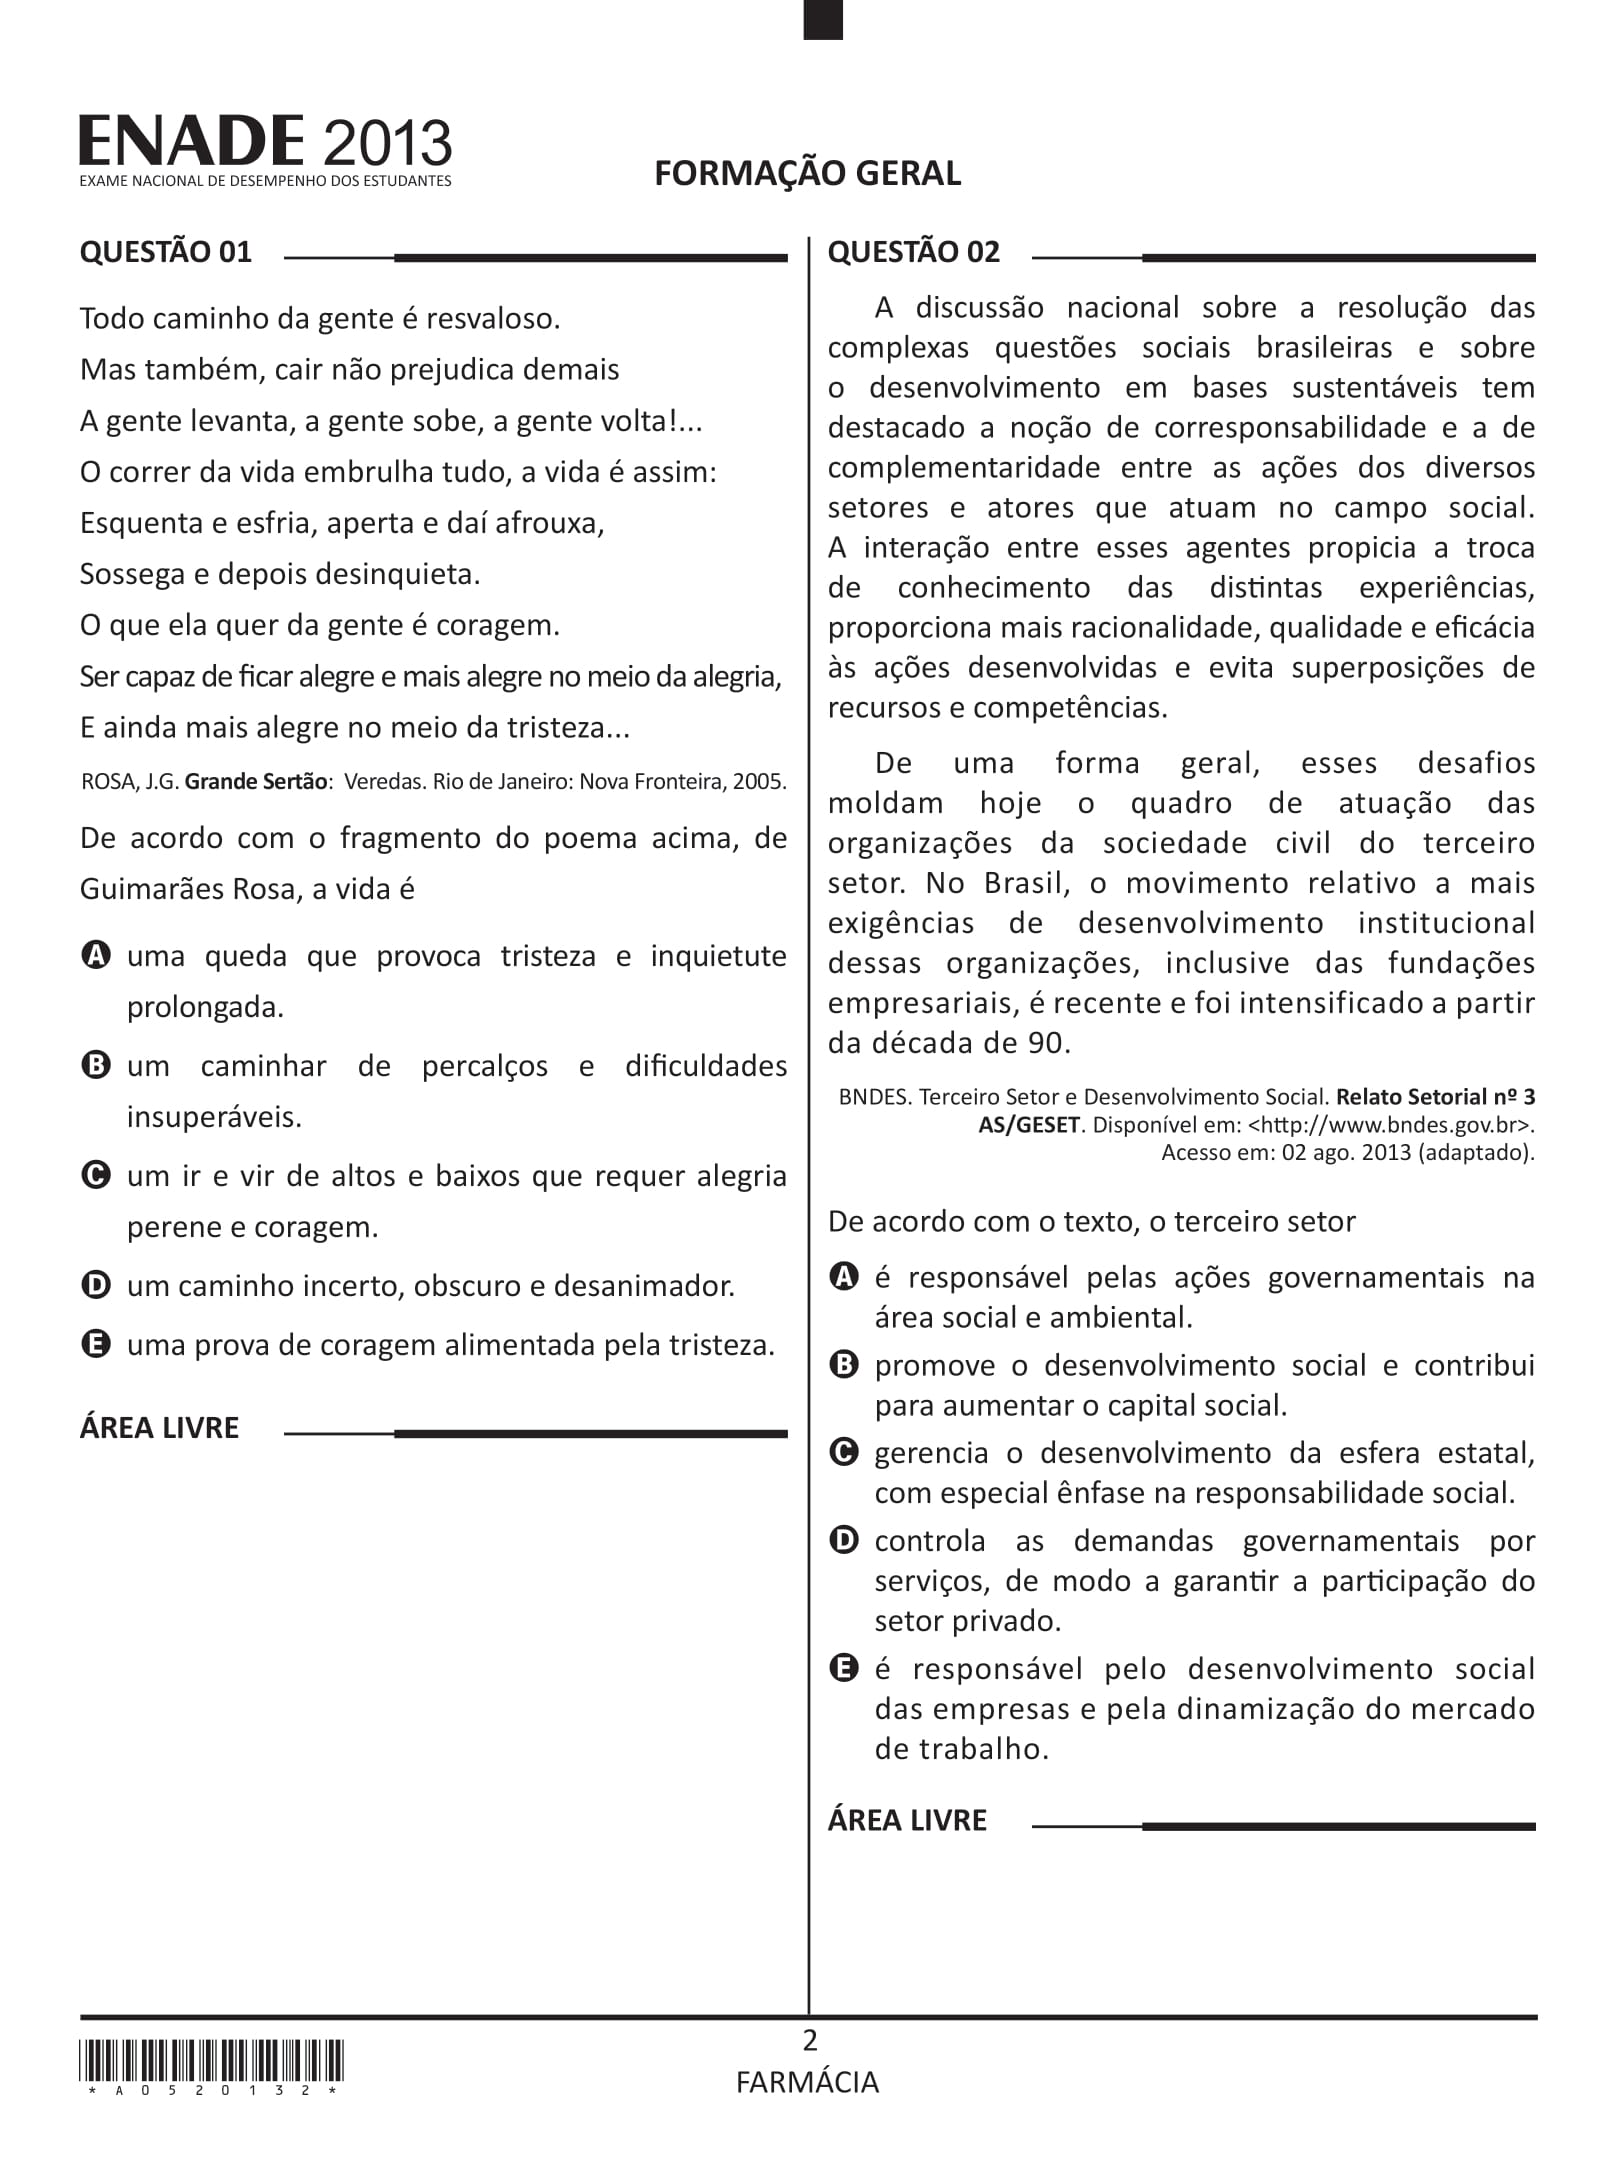 ENADE 2013
EXAME NACIONAL DE DESEMPENHO DOS ESTUDANTES
FORMAÇÃO GERAL
QUESTÃO 01
Todo caminho da gente é resvaloso.
Mas também, cair não prejudica demais
A gente levanta, a gente sobe, a gente volta!...
O correr da vida embrulha tudo, a vida é assim:
Esquenta e esfria, aperta e daí afrouxa,
Sossega e depois desinquieta.
O que ela quer da gente é coragem.
Ser capaz de ficar alegre e mais alegre no meio da alegria,
E ainda mais alegre no meio da tristeza...
ROSA, J.G. Grande Sertão: Veredas. Rio de Janeiro: Nova Fronteira, 2005.
De acordo com o fragmento do poema acima, de
Guimarães Rosa, a vida é
A uma queda que provoca tristeza e inquietute
prolongada.
B um caminhar de percalços e dificuldades
insuperáveis.
C um ir e vir de altos e baixos que requer alegria
perene e coragem.
D um caminho incerto, obscuro e desanimador.
E uma prova de coragem alimentada pela tristeza.
ÁREA LIVRE
QUESTÃO 02
A discussão nacional sobre a resolução das
complexas questões sociais brasileiras e sobre
o desenvolvimento em bases sustentáveis tem
destacado a noção de corresponsabilidade e a de
complementaridade entre as ações dos diversos
setores e atores que atuam no campo social.
A interação entre esses agentes propicia a troca
de conhecimento das distintas experiências,
proporciona mais racionalidade, qualidade e eficácia
às ações desenvolvidas e evita superposições de
recursos e competências.
De uma forma geral, esses desafios
moldam hoje o quadro de atuação das
organizações da sociedade civil do terceiro
setor. No Brasil, o movimento relativo a mais
exigências de desenvolvimento institucional
dessas organizações, inclusive das fundações
empresariais, é recente e foi intensificado a partir
da década de 90.
BNDES. Terceiro Setor e Desenvolvimento Social. Relato Setorial nº 3
AS/GESET. Disponível em: <http://www.bndes.gov.br>.
Acesso em: 02 ago. 2013 (adaptado).
De acordo com o texto, o terceiro setor
A é responsável pelas ações governamentais na
área social e ambiental.
B promove o desenvolvimento social e contribui
para aumentar o capital social.
C gerencia o desenvolvimento da esfera estatal,
com especial ênfase na responsabilidade social.
D controla as demandas governamentais por
serviços, de modo a garantir a participação do
setor privado.
E é responsável pelo desenvolvimento social
das empresas e pela dinamização do mercado
de trabalho.
ÁREA LIVRE
*A0520132*
2
FARMÁCIA